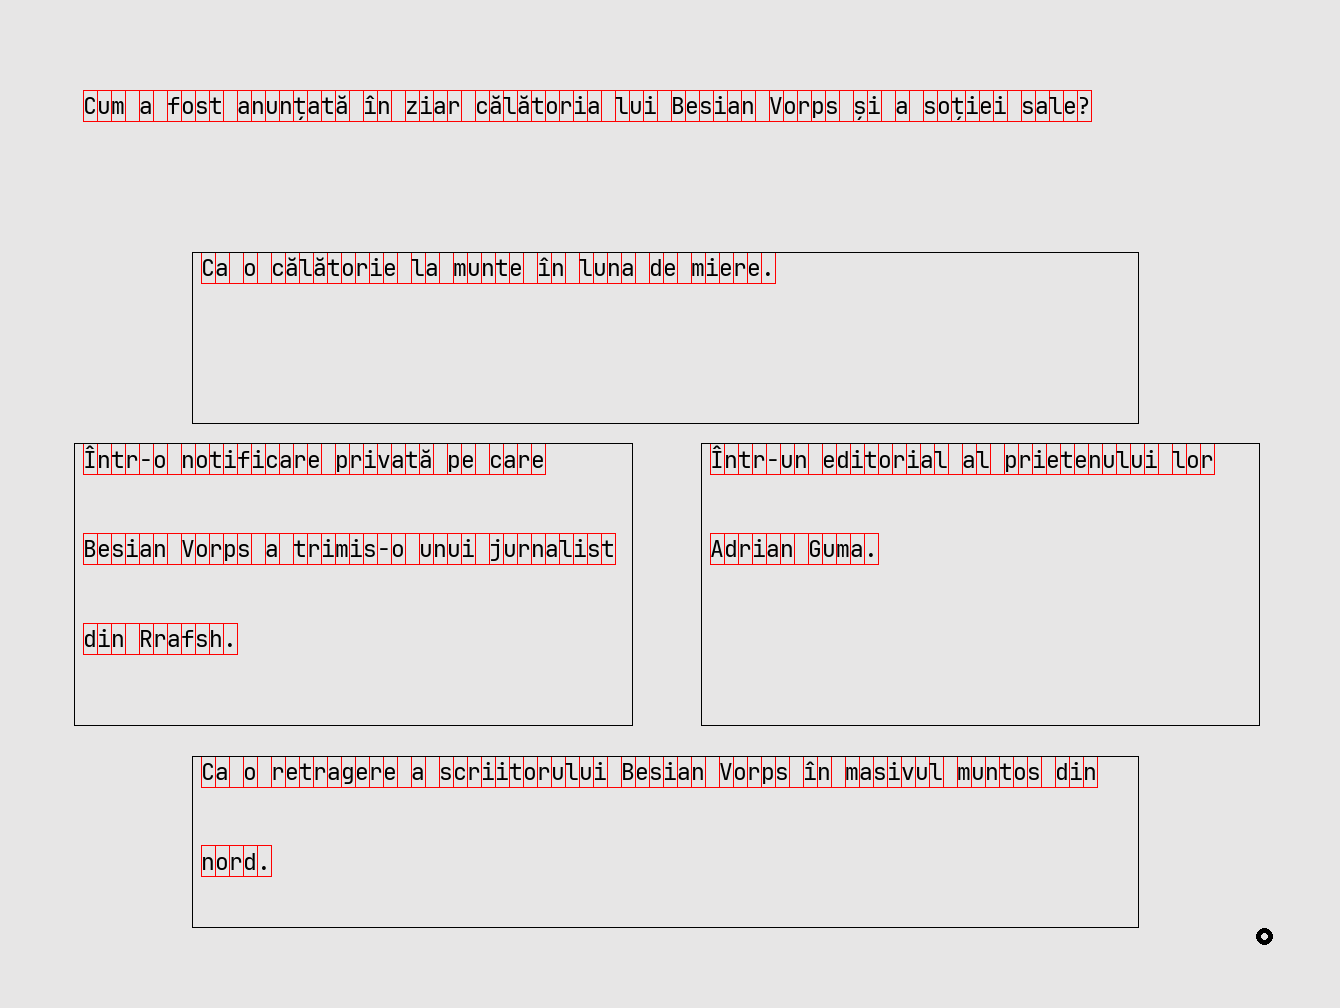 Cum a fost anunțată în ziar călătoria lui Besian Vorps și a soției sale?
Ca o călătorie la munte în luna de miere.
Într-o notificare privată pe care
Besian Vorps a trimis-o unui jurnalist
din Rrafsh.
Într-un editorial al prietenului lor
Adrian Guma.
Ca o retragere a scriitorului Besian Vorps în masivul muntos din
nord.